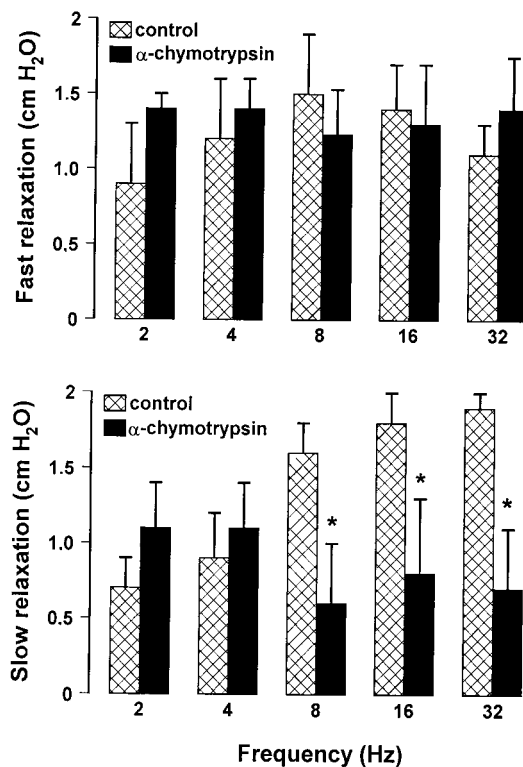 2
control
α-chymotrypsin
1.5
1.0
0.5
0
Fast relaxation (cm H₂O)
2 4 8 16 32
2
control
α-chymotrypsin
1.5
1.0
0.5
0
* * *
Slow relaxation (cm H₂O)
2 4 8 16 32
Frequency (Hz)